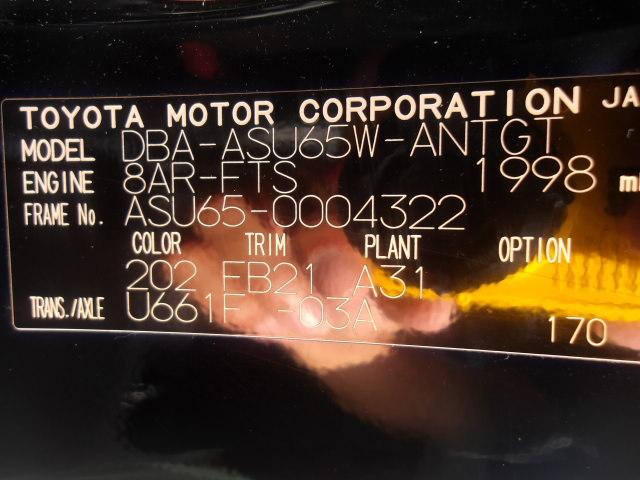 TOYOTA MOTOR CORPORATION JA
MODEL DBA-ASU65W-ANTGT
ENGINE 8AR-FTS 1998 m
FRAME No. ASU65-0004322
COLOR TRIM PLANT OPTION
202 FB21 A31
TRANS./AXLE U661F -03A
170